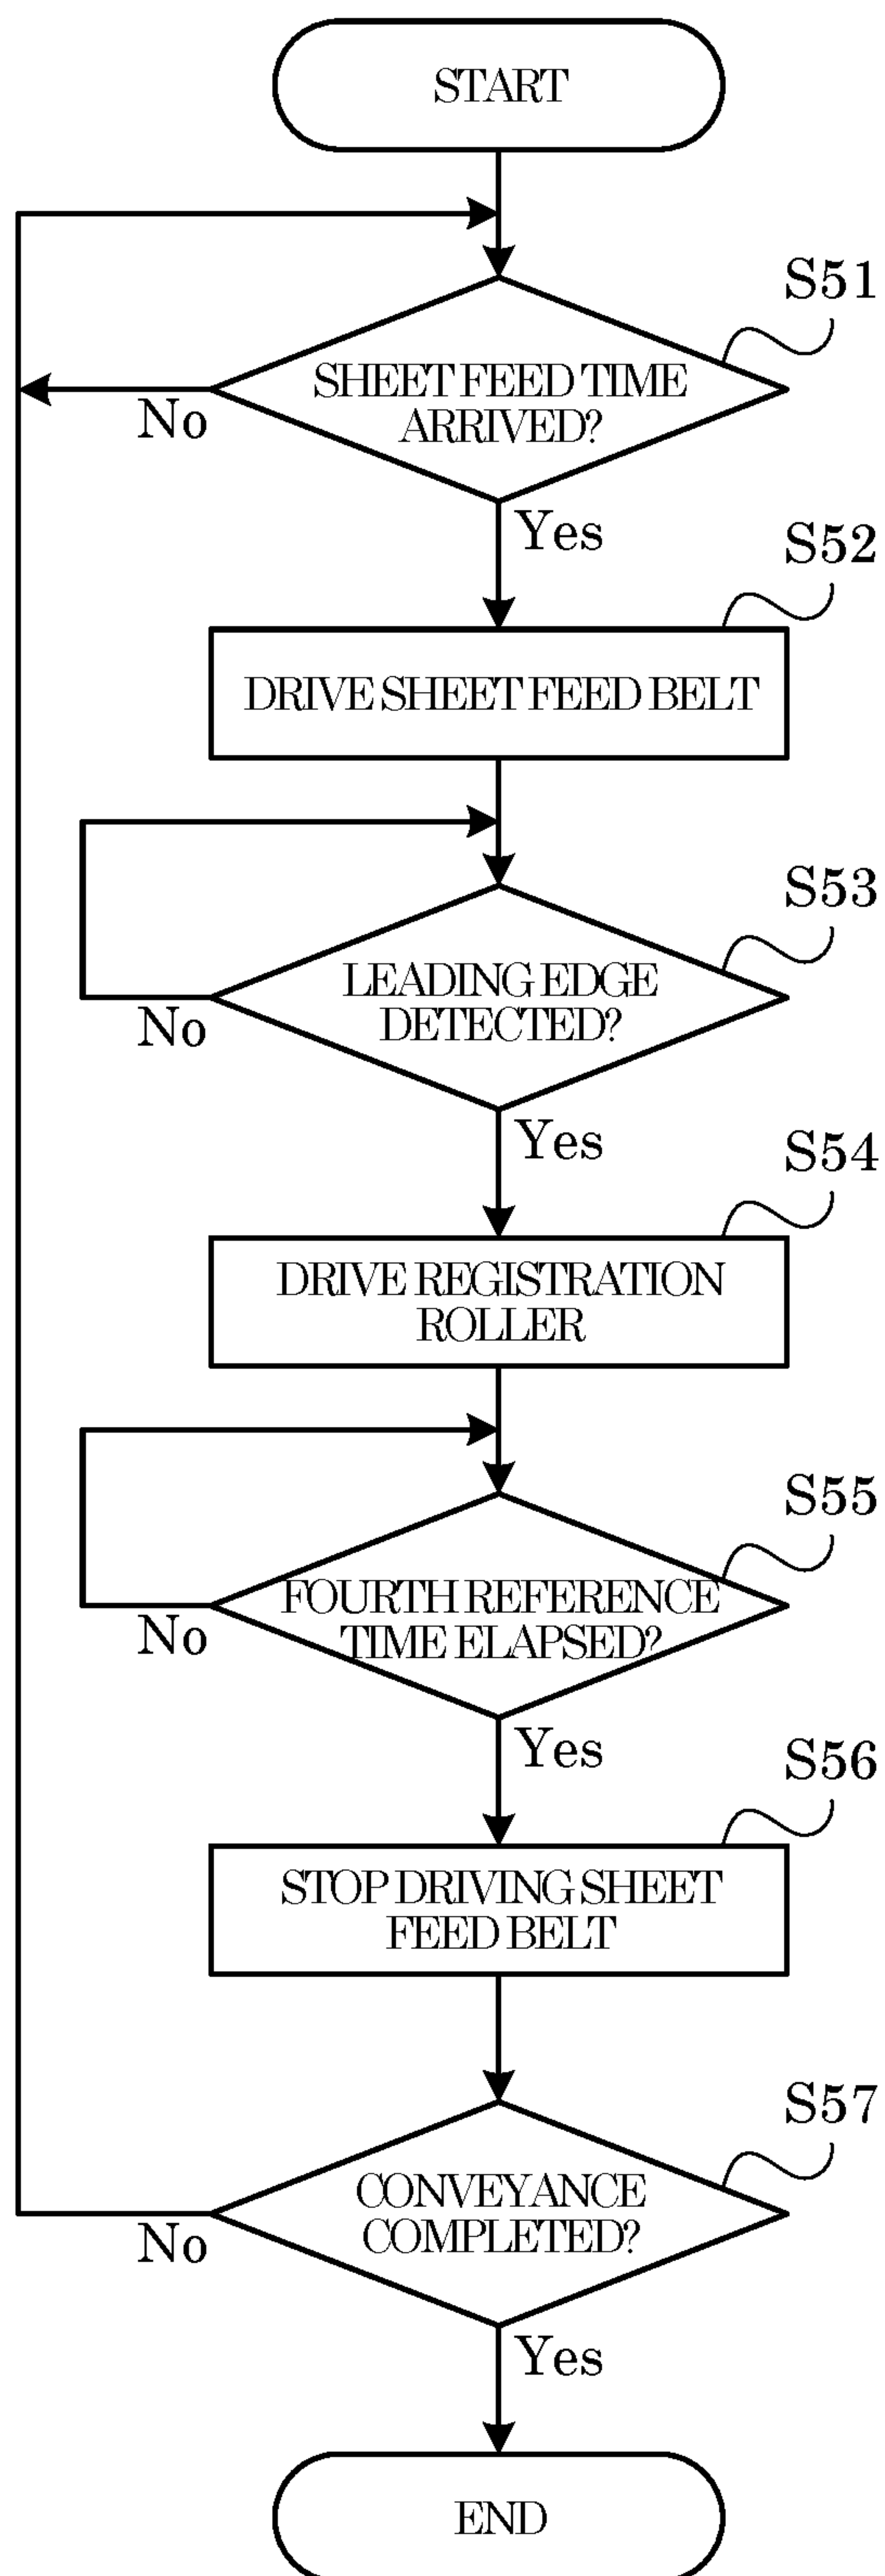 START
S51
SHEET FEED TIME
ARRIVED?
No
Yes
S52
DRIVE SHEET FEED BELT
S53
LEADING EDGE
DETECTED?
No
Yes
S54
DRIVE REGISTRATION
ROLLER
S55
FOURTH REFERENCE
TIME ELAPSED?
No
Yes
S56
STOP DRIVING SHEET
FEED BELT
S57
CONVEYANCE
COMPLETED?
No
Yes
END